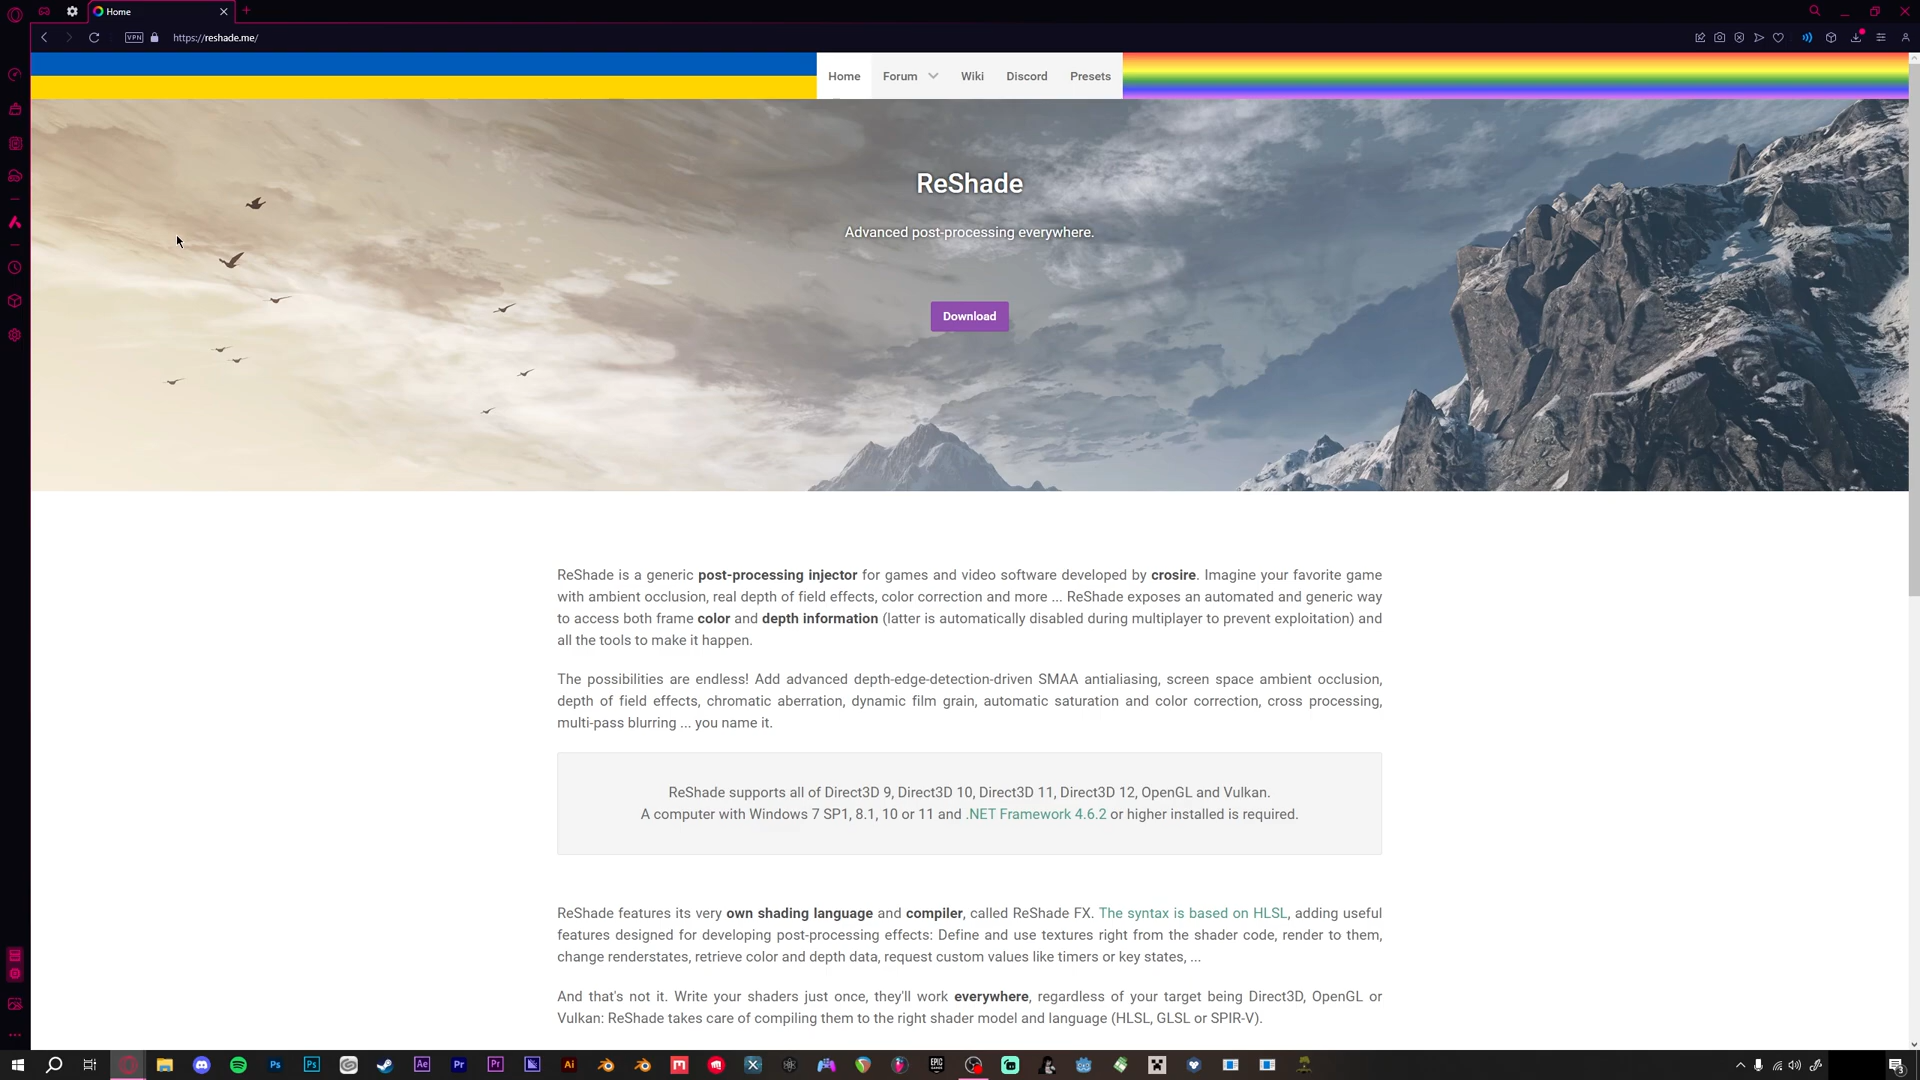 Home
VPN
https://reshade.me/
Home Forum Wiki Discord Presets
ReShade
Advanced post-processing everywhere.
Download
ReShade is a generic post-processing injector for games and video software developed by crosire. Imagine your favorite game
with ambient occlusion, real depth of field effects, color correction and more ... ReShade exposes an automated and generic way
to access both frame color and depth information (latter is automatically disabled during multiplayer to prevent exploitation) and
all the tools to make it happen.
The possibilities are endless! Add advanced depth-edge-detection-driven SMAA antialiasing, screen space ambient occlusion,
depth of field effects, chromatic aberration, dynamic film grain, automatic saturation and color correction, cross processing,
multi-pass blurring ... you name it.
ReShade supports all of Direct3D 9, Direct3D 10, Direct3D 11, Direct3D 12, OpenGL and Vulkan.
A computer with Windows 7 SP1, 8.1, 10 or 11 and .NET Framework 4.6.2 or higher installed is required.
ReShade features its very own shading language and compiler, called ReShade FX. The syntax is based on HLSL, adding useful
features designed for developing post-processing effects: Define and use textures right from the shader code, render to them,
change renderstates, retrieve color and depth data, request custom values like timers or key states, ...
And that's not it. Write your shaders just once, they'll work everywhere, regardless of your target being Direct3D, OpenGL or
Vulkan: ReShade takes care of compiling them to the right shader model and language (HLSL, GLSL or SPIR-V).
Ps Ps Ae Pr Pr Ai M EPIC GAMES 3